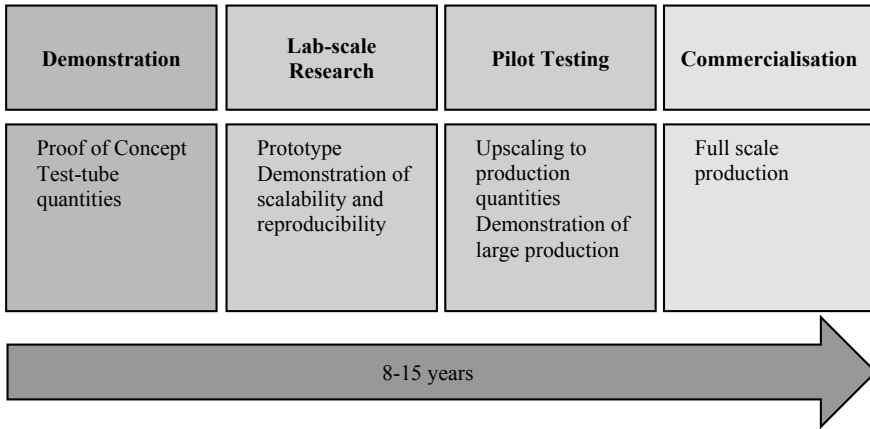 Demonstration
Lab-scale
Research
Pilot Testing
Commercialisation
Proof of Concept
Test-tube
quantities
Prototype
Demonstration of
scalability and
reproducibility
Upscaling to
production
quantities
Demonstration of
large production
Full scale
production
8-15 years